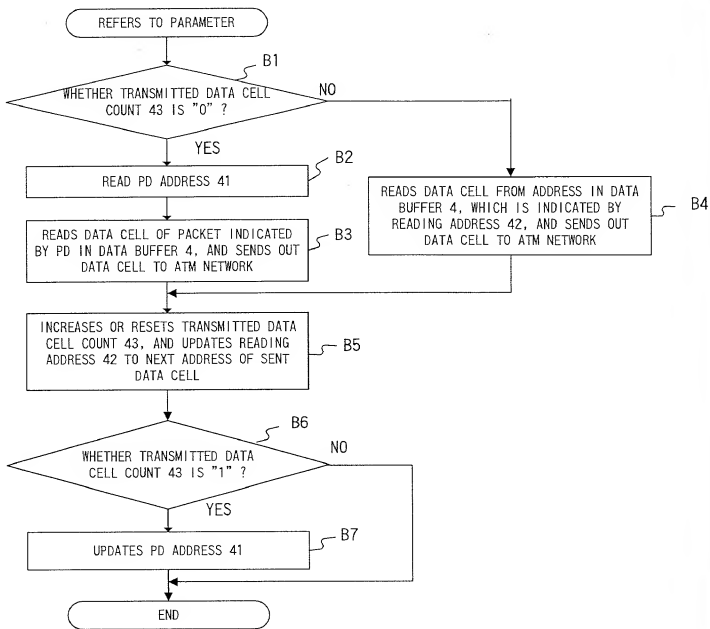 REFERS TO PARAMETER
B1
WHETHER TRANSMITTED DATA CELL
COUNT 43 IS "0" ?
NO
YES
B2
READ PD ADDRESS 41
READS DATA CELL OF PACKET INDICATED
BY PD IN DATA BUFFER 4, AND SENDS OUT
DATA CELL TO ATM NETWORK
B3
READS DATA CELL FROM ADDRESS IN DATA
BUFFER 4, WHICH IS INDICATED BY
READING ADDRESS 42, AND SENDS OUT
DATA CELL TO ATM NETWORK
B4
INCREASES OR RESETS TRANSMITTED DATA
CELL COUNT 43, AND UPDATES READING
ADDRESS 42 TO NEXT ADDRESS OF SENT
DATA CELL
B5
B6
WHETHER TRANSMITTED DATA
CELL COUNT 43 IS "1" ?
NO
YES
B7
UPDATES PD ADDRESS 41
END